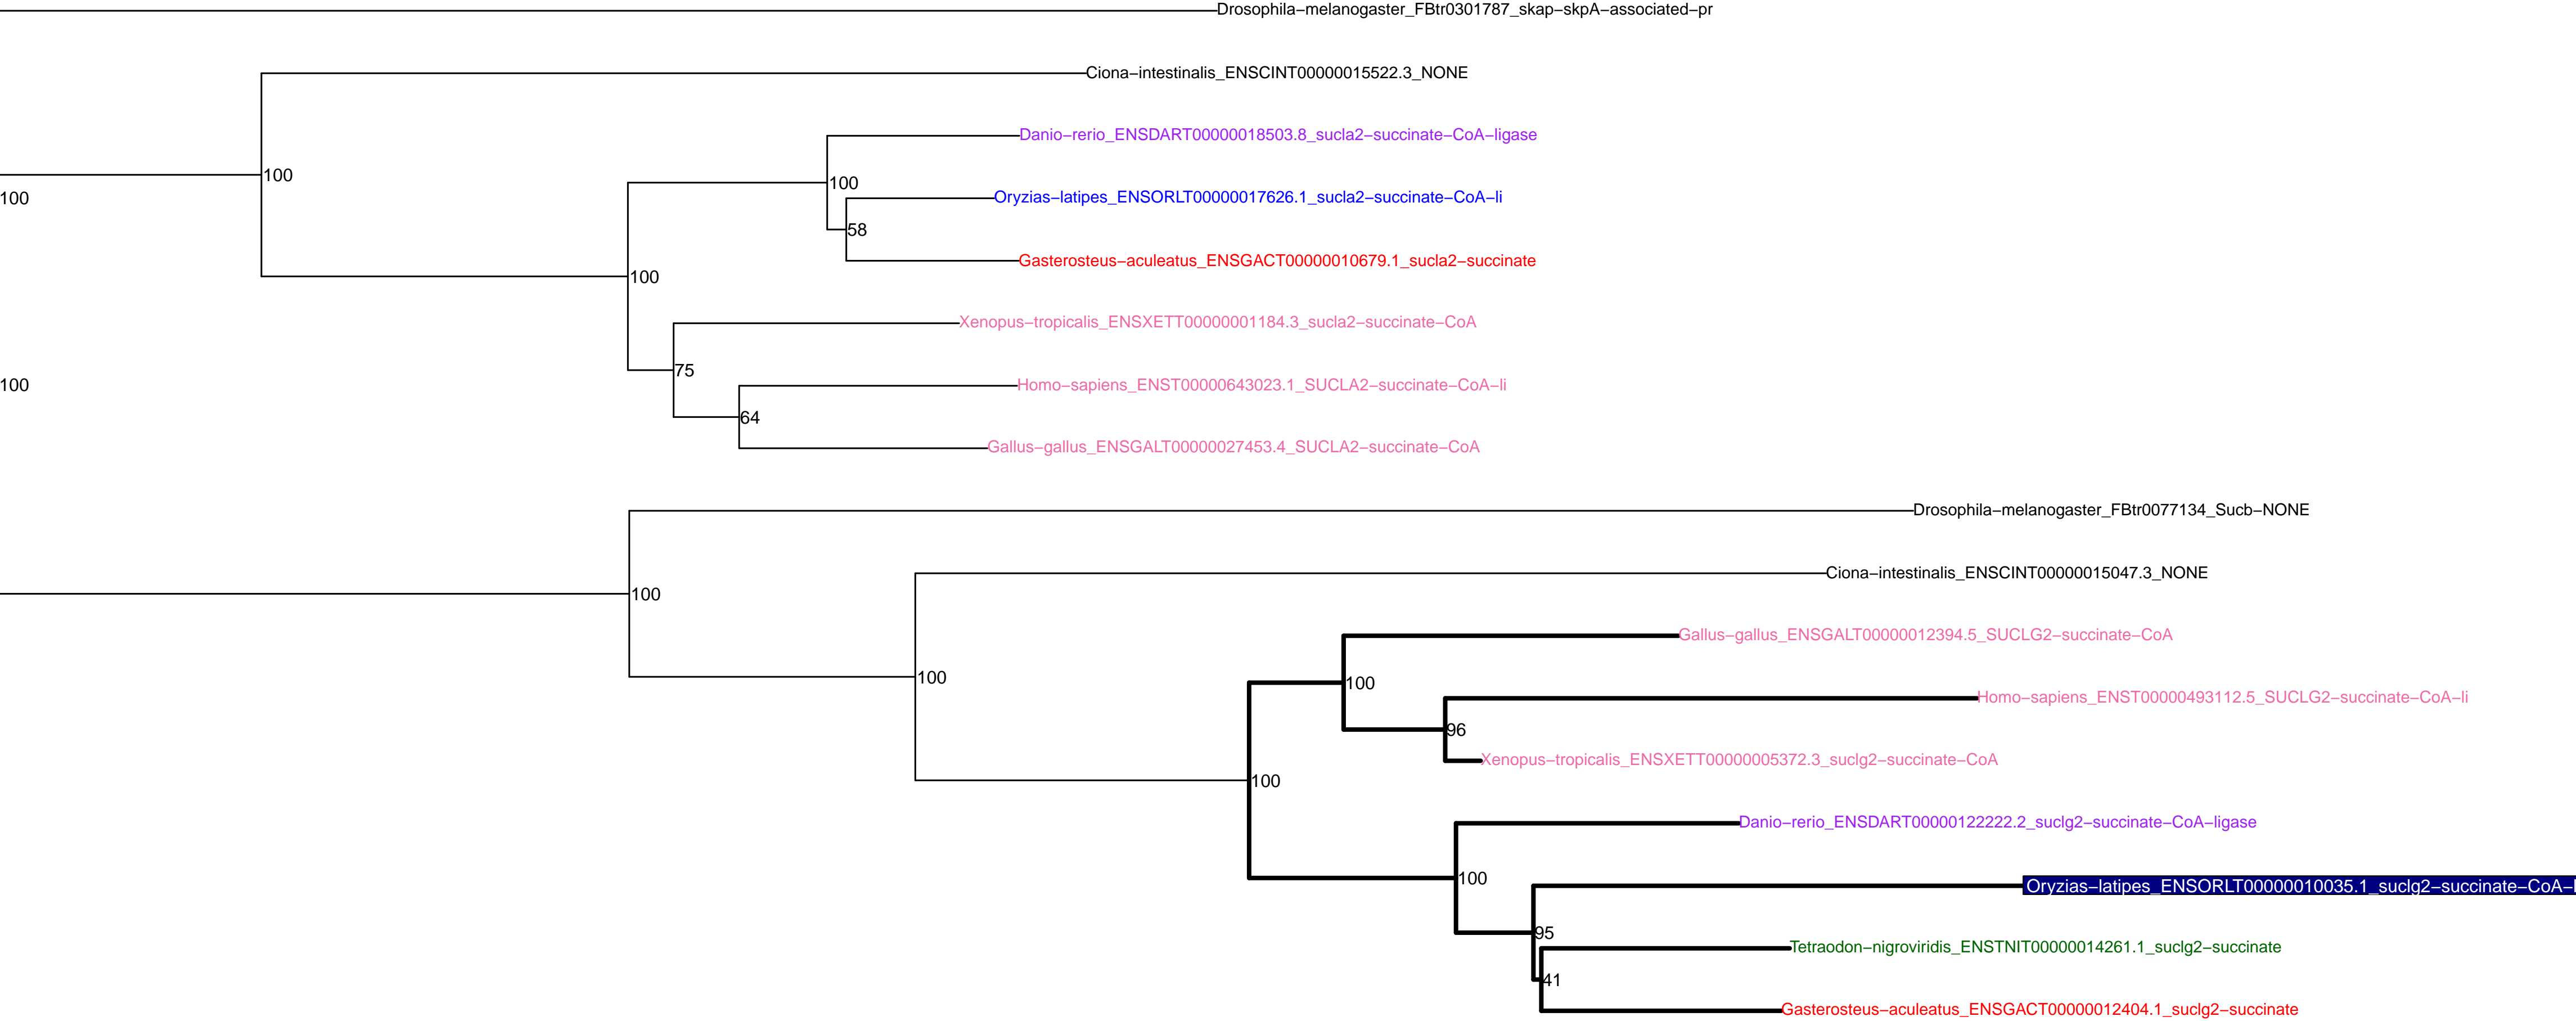 Drosophila−melanogaster_FBtr0301787_skap−skpA−associated−pr
Ciona−intestinalis_ENSCINT00000015522.3_NONE
Danio−rerio_ENSDART00000018503.8_sucla2−succinate−CoA−ligase
100
100
100
Oryzias−latipes_ENSORLT00000017626.1_sucla2−succinate−CoA−li
58
Gasterosteus−aculeatus_ENSGACT00000010679.1_sucla2−succinate
100
Xenopus−tropicalis_ENSXETT00000001184.3_sucla2−succinate−CoA
75
100
Homo−sapiens_ENST00000643023.1_SUCLA2−succinate−CoA−li
64
Gallus−gallus_ENSGALT00000027453.4_SUCLA2−succinate−CoA
Drosophila−melanogaster_FBtr0077134_Sucb−NONE
Ciona−intestinalis_ENSCINT00000015047.3_NONE
100
Gallus−gallus_ENSGALT00000012394.5_SUCLG2−succinate−CoA
100
100
Homo−sapiens_ENST00000493112.5_SUCLG2−succinate−CoA−li
96
Xenopus−tropicalis_ENSXETT00000005372.3_suclg2−succinate−CoA
100
Danio−rerio_ENSDART00000122222.2_suclg2−succinate−CoA−ligase
100
Oryzias−latipes_ENSORLT00000010035.1_suclg2−succinate−CoA−l
95
Tetraodon−nigroviridis_ENSTNIT00000014261.1_suclg2−succinate
41
Gasterosteus−aculeatus_ENSGACT00000012404.1_suclg2−succinate